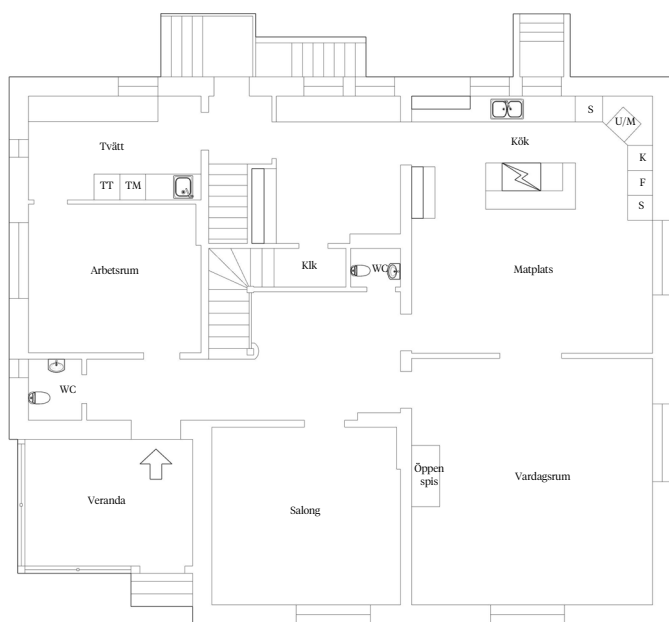 S
U/M
Tvätt
Kök
K
TT
TM
F
S
Arbetsrum
Klk
WC
Matplats
WC
Öppen
spis
Vardagsrum
Veranda
Salong